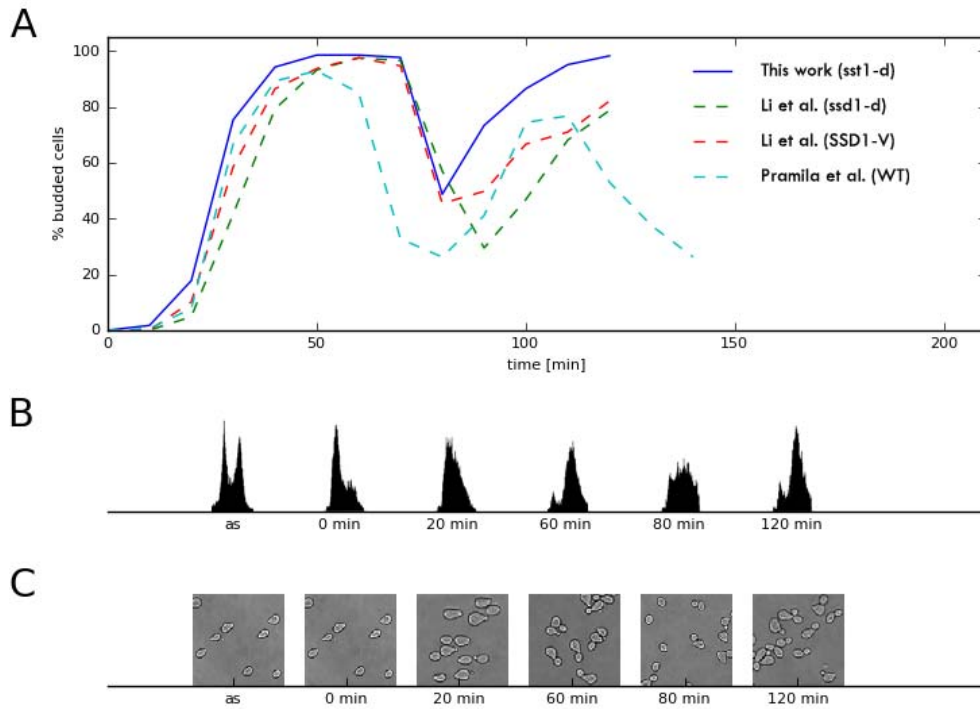 A
% budded cells
100
80
60
40
20
0
0 50 100 150 200
time [min]
This work (sst1-d)
Li et al. (ssd1-d)
Li et al. (SSD1-V)
Pramila et al. (WT)
B
as 0 min 20 min 60 min 80 min 120 min
C
as 0 min 20 min 60 min 80 min 120 min